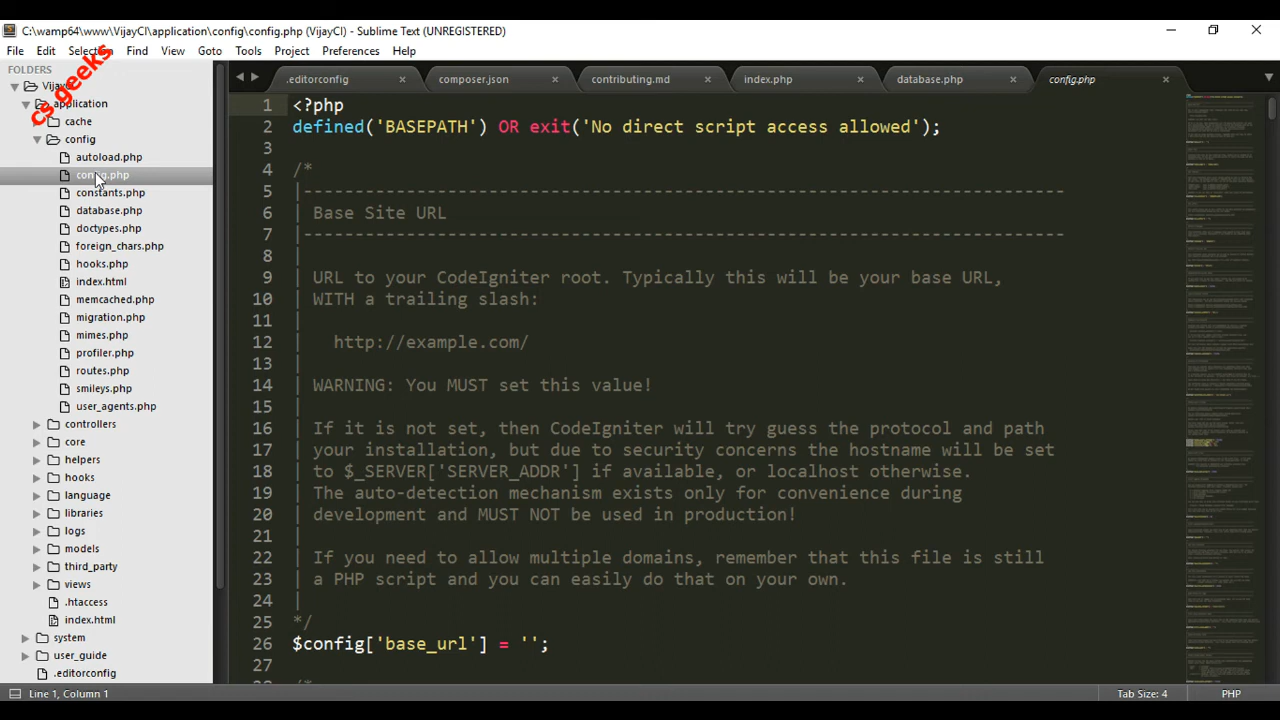 C:\wamp64\www\VijayCI\application\config\config.php (VijayCI) - Sublime Text (UNREGISTERED)
File Edit Selection Find View Goto Tools Project Preferences Help
cs geeks
FOLDERS
application
cache
config
autoload.php
config.php
constants.php
database.php
doctypes.php
foreign_chars.php
hooks.php
index.html
memcached.php
migration.php
mimes.php
profiler.php
routes.php
smileys.php
user_agents.php
controllers
core
helpers
hooks
language
libraries
logs
models
third_party
views
.htaccess
index.html
system
user_guide
.editorconfig
.editorconfig composer.json contributing.md index.php database.php config.php
1 <?php
2 defined('BASEPATH') OR exit('No direct script access allowed');
3
4 /*
5 |--------------------------------------------------------------------------
6 | Base Site URL
7 |--------------------------------------------------------------------------
8 |
9 | URL to your CodeIgniter root. Typically this will be your base URL,
10 | WITH a trailing slash:
11 |
12 | http://example.com/
13 |
14 | WARNING: You MUST set this value!
15 |
16 | If it is not set, then CodeIgniter will try guess the protocol and path
17 | your installation, but due to security concerns the hostname will be set
18 | to $_SERVER['SERVER_ADDR'] if available, or localhost otherwise.
19 | The auto-detection mechanism exists only for convenience during
20 | development and MUST NOT be used in production!
21 |
22 | If you need to allow multiple domains, remember that this file is still
23 | a PHP script and you can easily do that on your own.
24 |
25 */
26 $config['base_url'] = '';
27
Line 1, Column 1
Tab Size: 4
PHP